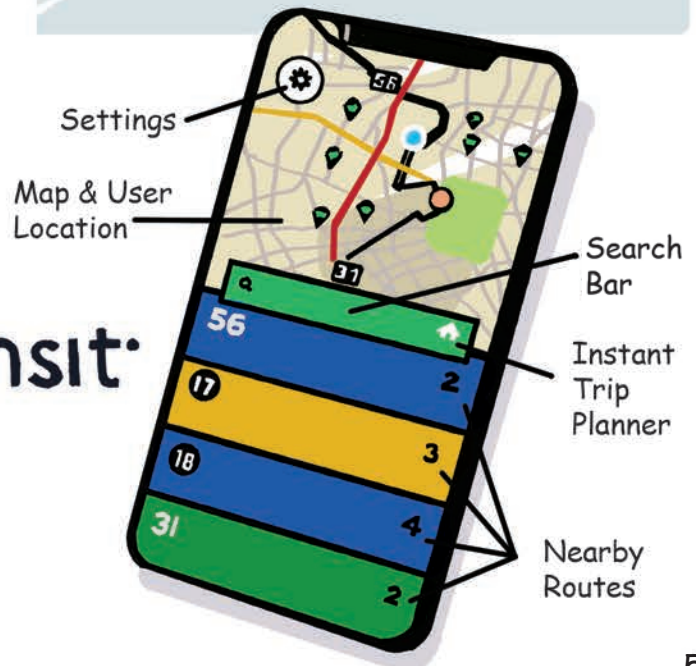 Settings
Map & User
Location
nsit
Search
Bar
Instant
Trip
Planner
Nearby
Routes
56
31
56
2
17
3
18
4
31
2